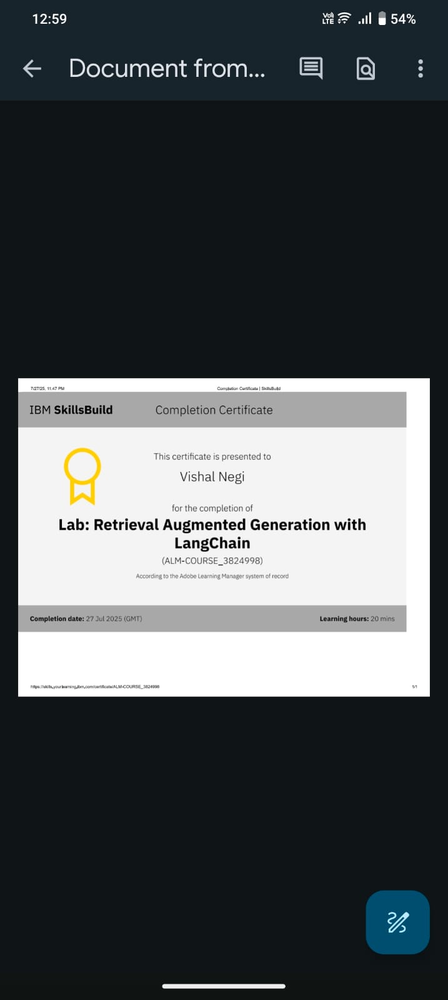 12:59
Vo)) LTE 54%
Document from...
7/27/25, 11:47 PM Completion Certificate | SkillsBuild
IBM SkillsBuild Completion Certificate
This certificate is presented to
Vishal Negi
for the completion of
Lab: Retrieval Augmented Generation with
LangChain
(ALM-COURSE_3824998)
According to the Adobe Learning Manager system of record
Completion date: 27 Jul 2025 (GMT) Learning hours: 20 mins
https://skills.yourlearning.ibm.com/certificate/ALM-COURSE_3824998 1/1